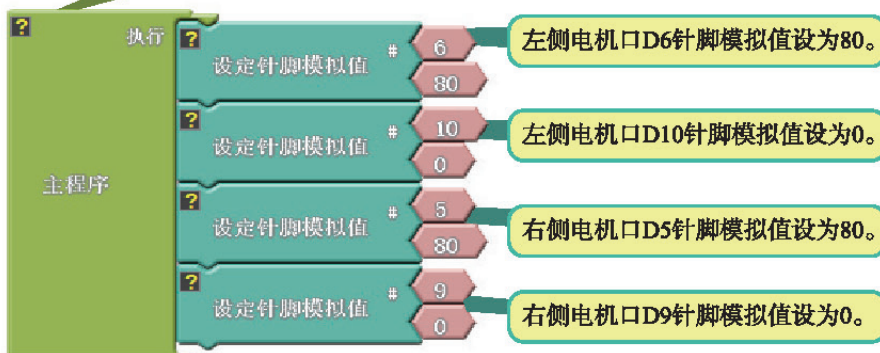 ?
执行
主程序
?
设定针脚模拟值 # 6
80
左侧电机口D6针脚模拟值设为80。
?
设定针脚模拟值 # 10
0
左侧电机口D10针脚模拟值设为0。
?
设定针脚模拟值 # 5
80
右侧电机口D5针脚模拟值设为80。
?
设定针脚模拟值 # 9
0
右侧电机口D9针脚模拟值设为0。